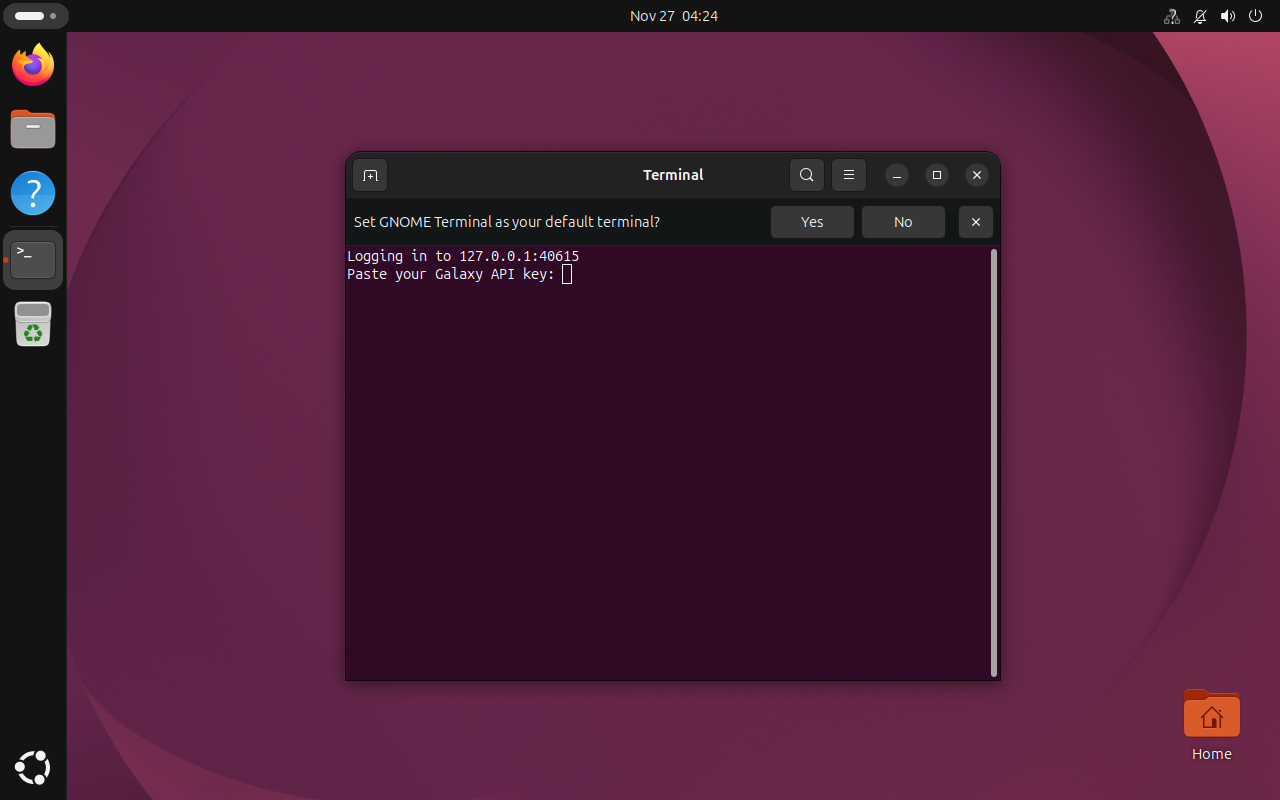 Nov 27 04:24
Terminal
Set GNOME Terminal as your default terminal?
Yes
No
Logging in to 127.0.0.1:40615
Paste your Galaxy API key:
Home